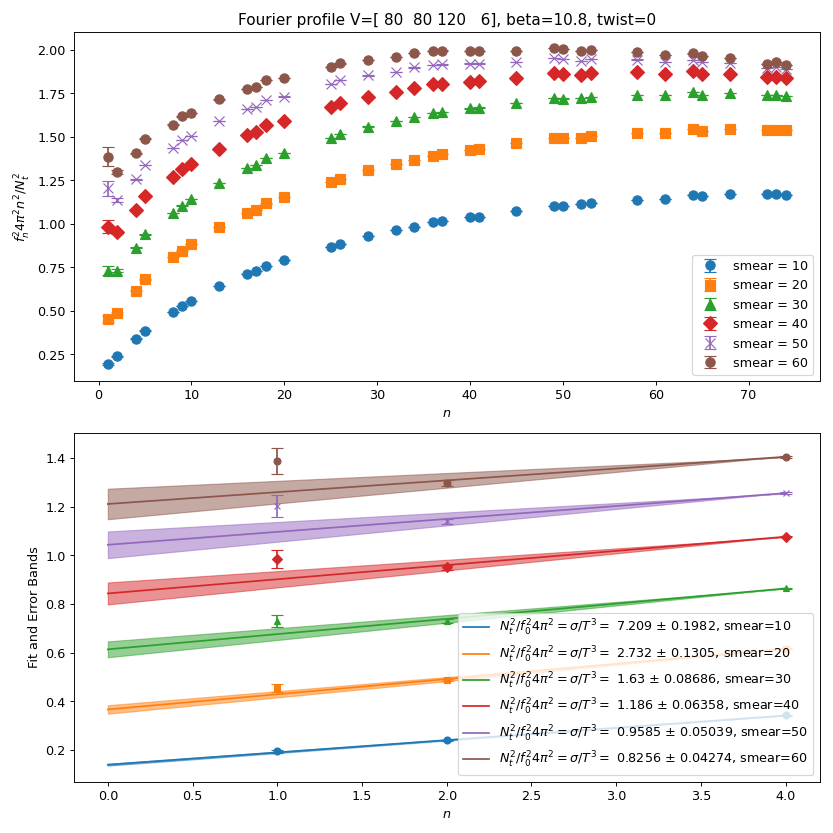 Fourier profile V=[ 80  80 120   6], beta=10.8, twist=0
2.00
1.75
1.50
1.25
1.00
0.75
0.50
0.25
f_n^2 4π^2 n^2/N_t^2
smear = 10
smear = 20
smear = 30
smear = 40
smear = 50
smear = 60
0 10 20 30 40 50 60 70
n
1.4
1.2
1.0
0.8
0.6
0.4
0.2
Fit and Error Bands
N_t^2/f_0^2 4π^2 = σ/T^3 = 7.209 ± 0.1982, smear=10
N_t^2/f_0^2 4π^2 = σ/T^3 = 2.732 ± 0.1305, smear=20
N_t^2/f_0^2 4π^2 = σ/T^3 = 1.63 ± 0.08686, smear=30
N_t^2/f_0^2 4π^2 = σ/T^3 = 1.186 ± 0.06358, smear=40
N_t^2/f_0^2 4π^2 = σ/T^3 = 0.9585 ± 0.05039, smear=50
N_t^2/f_0^2 4π^2 = σ/T^3 = 0.8256 ± 0.04274, smear=60
0.0 0.5 1.0 1.5 2.0 2.5 3.0 3.5 4.0
n